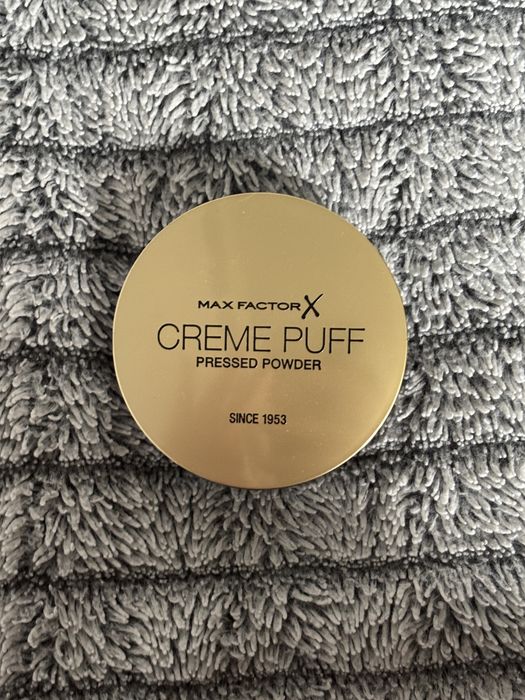 MAX FACTOR X
CREME PUFF
PRESSED POWDER
SINCE 1953